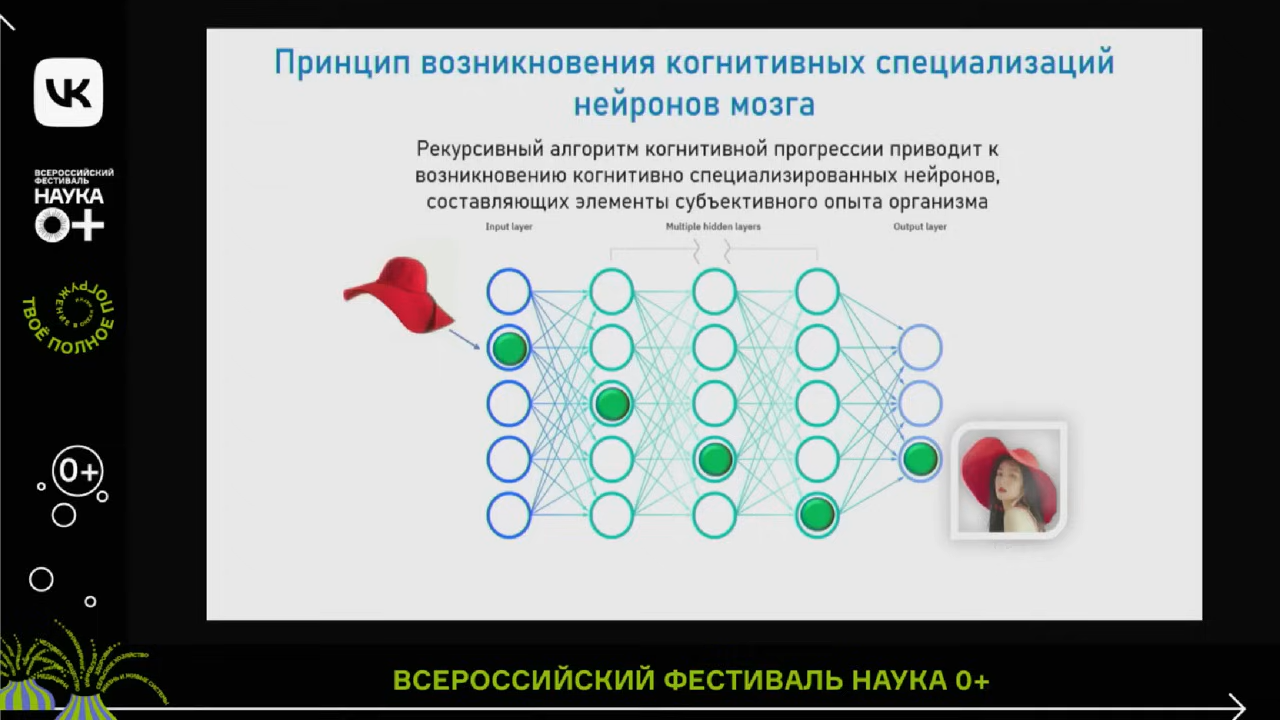 Принцип возникновения когнитивных специализаций
нейронов мозга
Рекурсивный алгоритм когнитивной прогрессии приводит к
возникновению когнитивно специализированных нейронов,
составляющих элементы субъективного опыта организма
Input layer
Multiple hidden layers
Output layer
VK
ВСЕРОССИЙСКИЙ
ФЕСТИВАЛЬ
НАУКА
0+
ТВОЁ ПОЛНОЕ ПОГРУЖЕНИЕ
0+
ВСЕРОССИЙСКИЙ ФЕСТИВАЛЬ НАУКА 0+